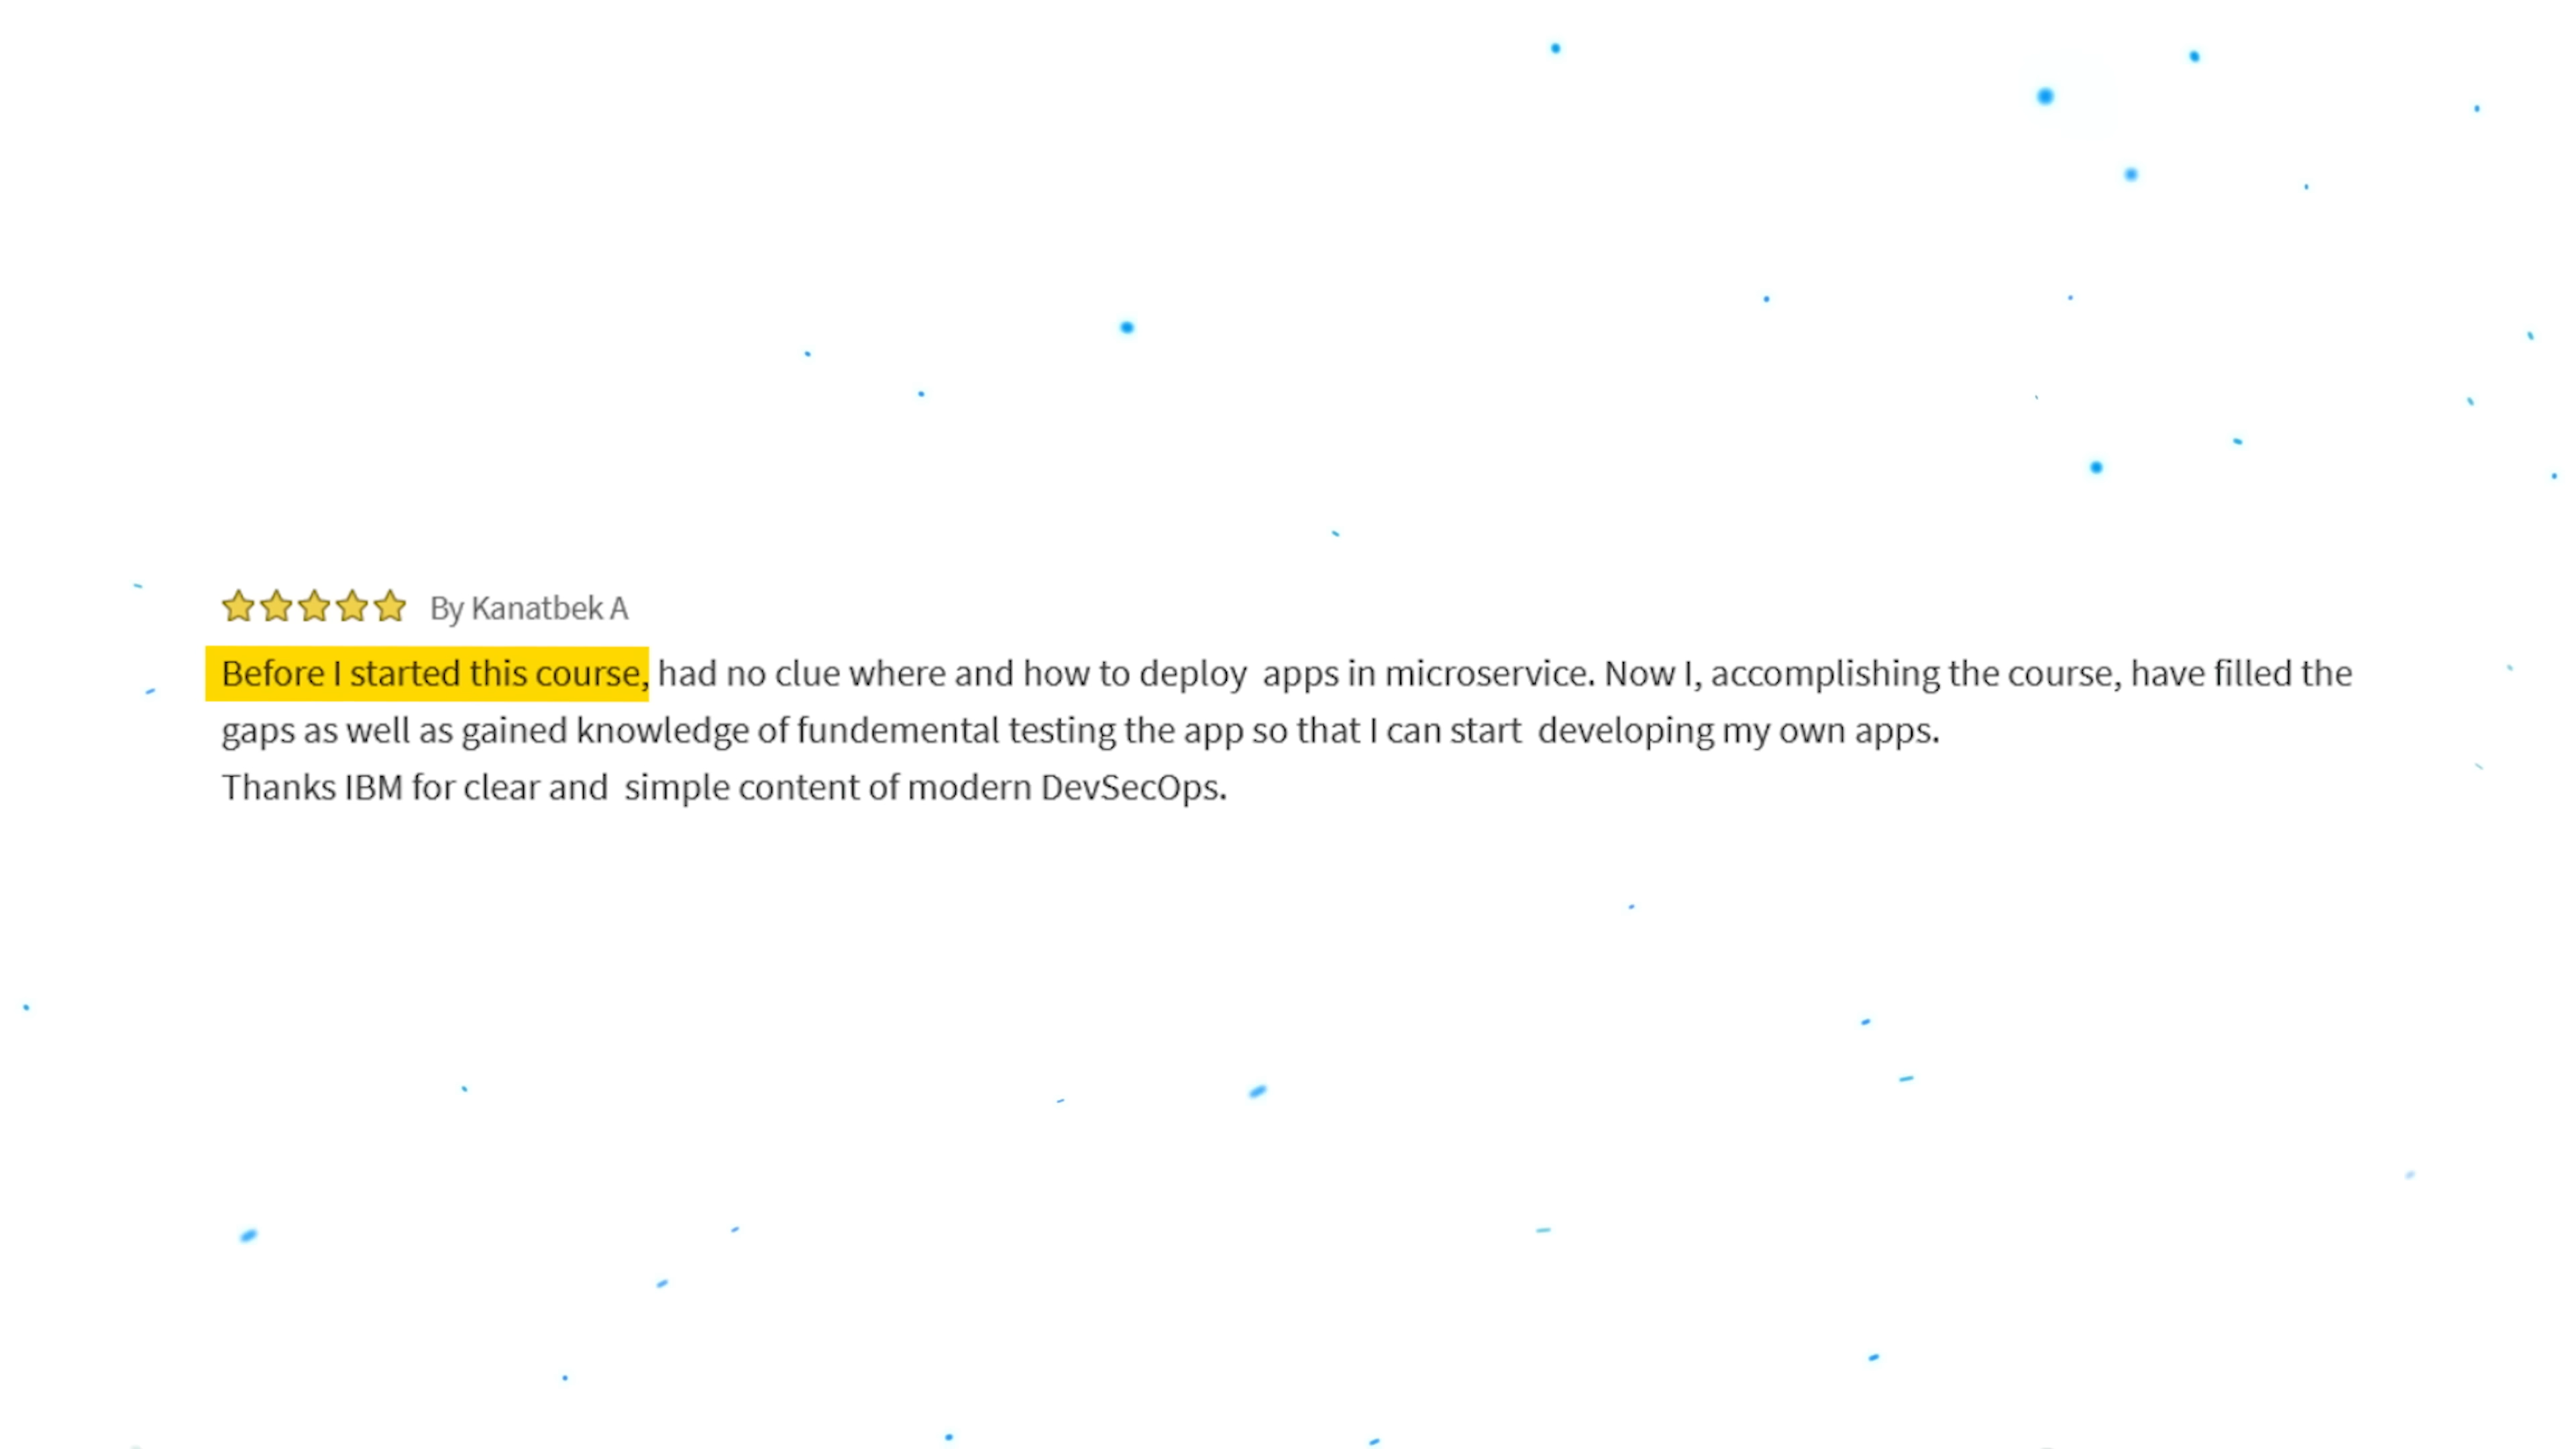 By Kanatbek A
Before I started this course, had no clue where and how to deploy  apps in microservice. Now I, accomplishing the course, have filled the
gaps as well as gained knowledge of fundemental testing the app so that I can start  developing my own apps.
Thanks IBM for clear and  simple content of modern DevSecOps.